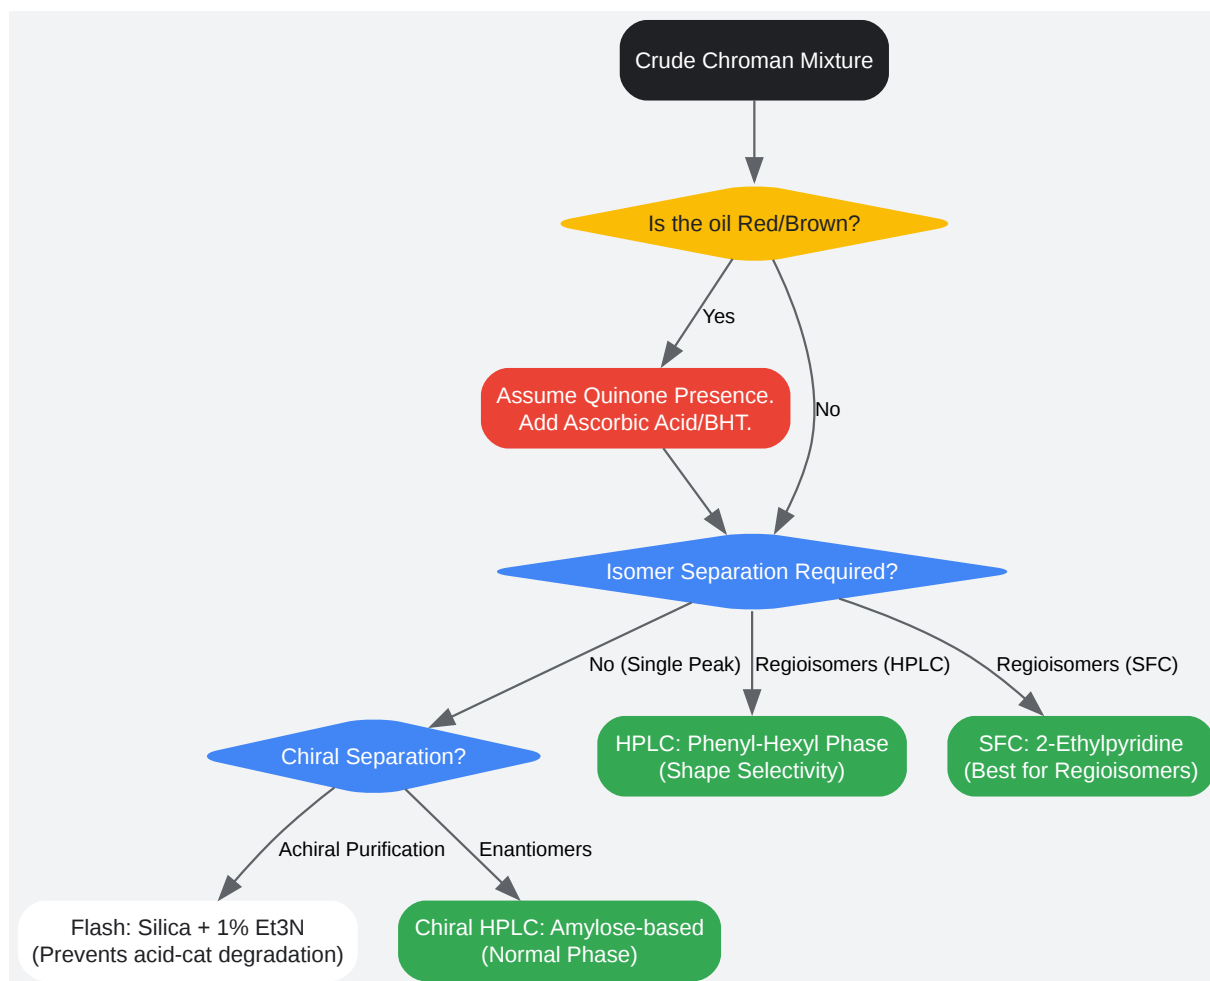 Crude Chroman Mixture
Is the oil Red/Brown?
Yes
Assume Quinone Presence.
Add Ascorbic Acid/BHT.
No
Isomer Separation Required?
No (Single Peak)
Regioisomers (HPLC)
Regioisomers (SFC)
Chiral Separation?
HPLC: Phenyl-Hexyl Phase
(Shape Selectivity)
SFC: 2-Ethylpyridine
(Best for Regioisomers)
Achiral Purification
Enantiomers
Flash: Silica + 1% Et3N
(Prevents acid-cat degradation)
Chiral HPLC: Amylose-based
(Normal Phase)